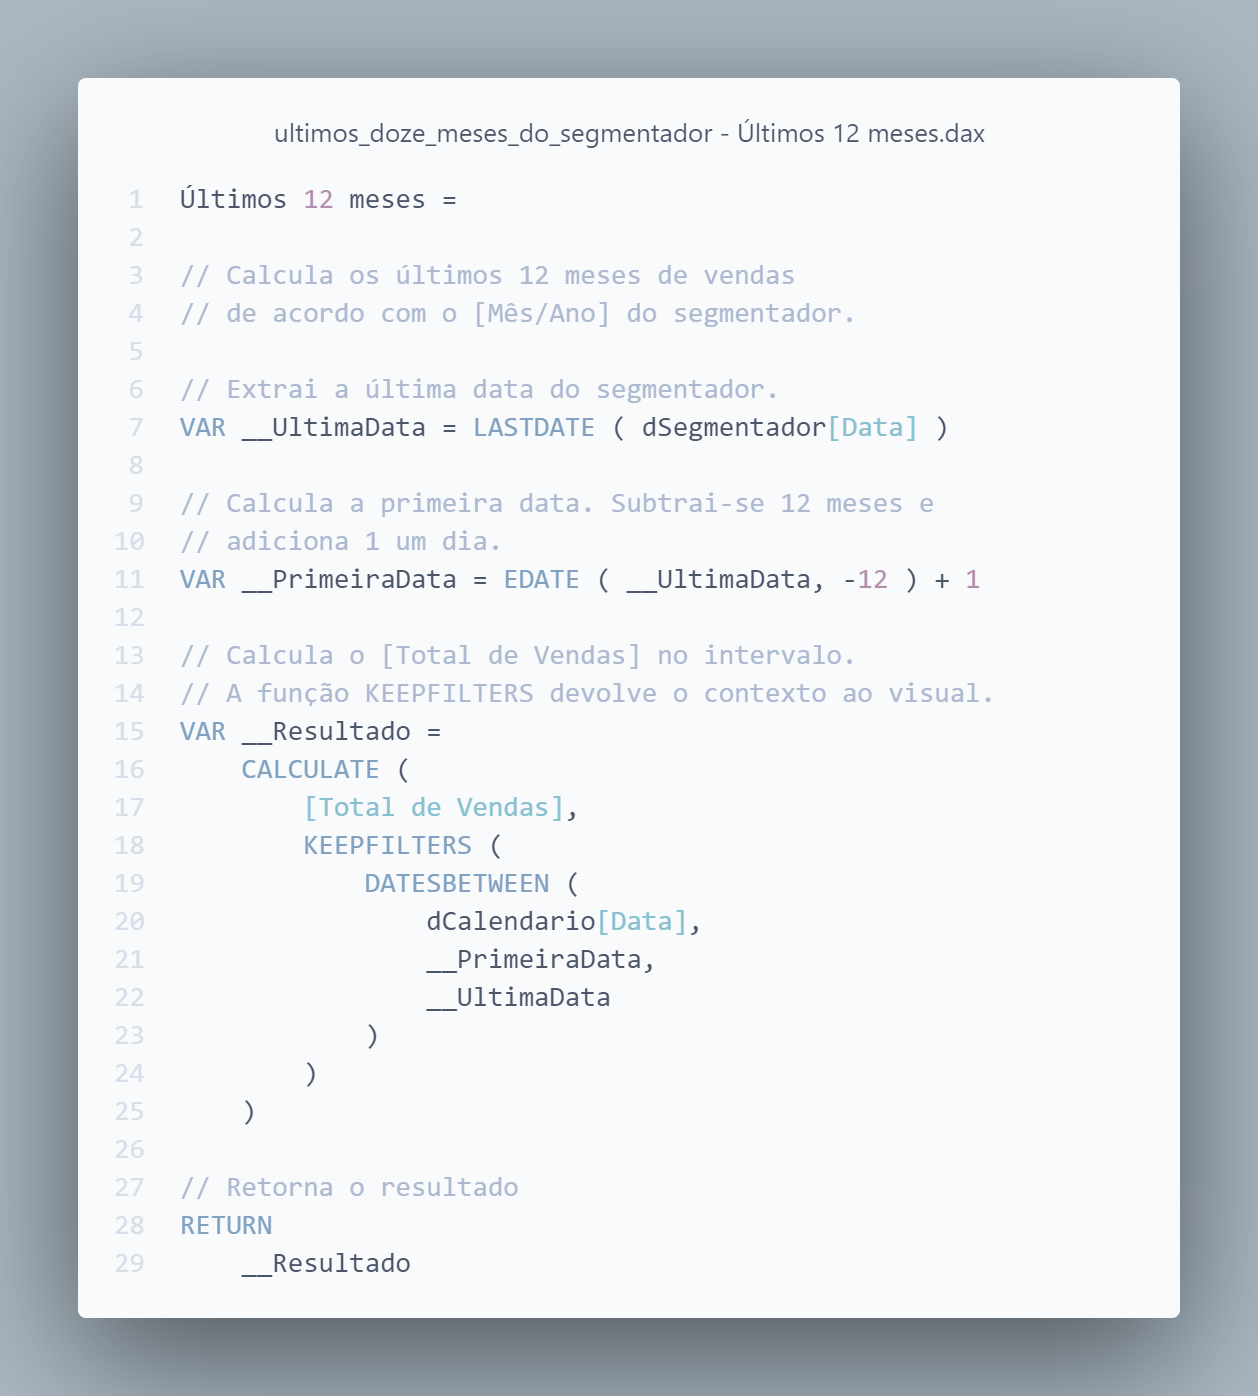 ultimos_doze_meses_do_segmentador - Últimos 12 meses.dax
1 Últimos 12 meses =
2
3 // Calcula os últimos 12 meses de vendas
4 // de acordo com o [Mês/Ano] do segmentador.
5
6 // Extrai a última data do segmentador.
7 VAR __UltimaData = LASTDATE ( dSegmentador[Data] )
8
9 // Calcula a primeira data. Subtrai-se 12 meses e
10 // adiciona 1 um dia.
11 VAR __PrimeiraData = EDATE ( __UltimaData, -12 ) + 1
12
13 // Calcula o [Total de Vendas] no intervalo.
14 // A função KEEPFILTERS devolve o contexto ao visual.
15 VAR __Resultado =
16     CALCULATE (
17         [Total de Vendas],
18         KEEPFILTERS (
19             DATESBETWEEN (
20                 dCalendario[Data],
21                 __PrimeiraData,
22                 __UltimaData
23             )
24         )
25     )
26
27 // Retorna o resultado
28 RETURN
29     __Resultado